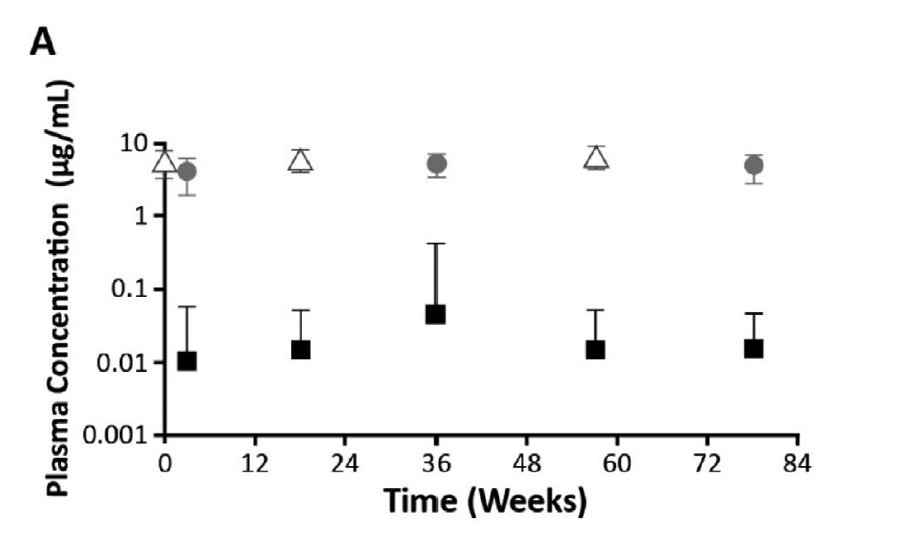 A
Plasma Concentration (µg/mL)
10
1
0.1
0.01
0.001
0 12 24 36 48 60 72 84
Time (Weeks)